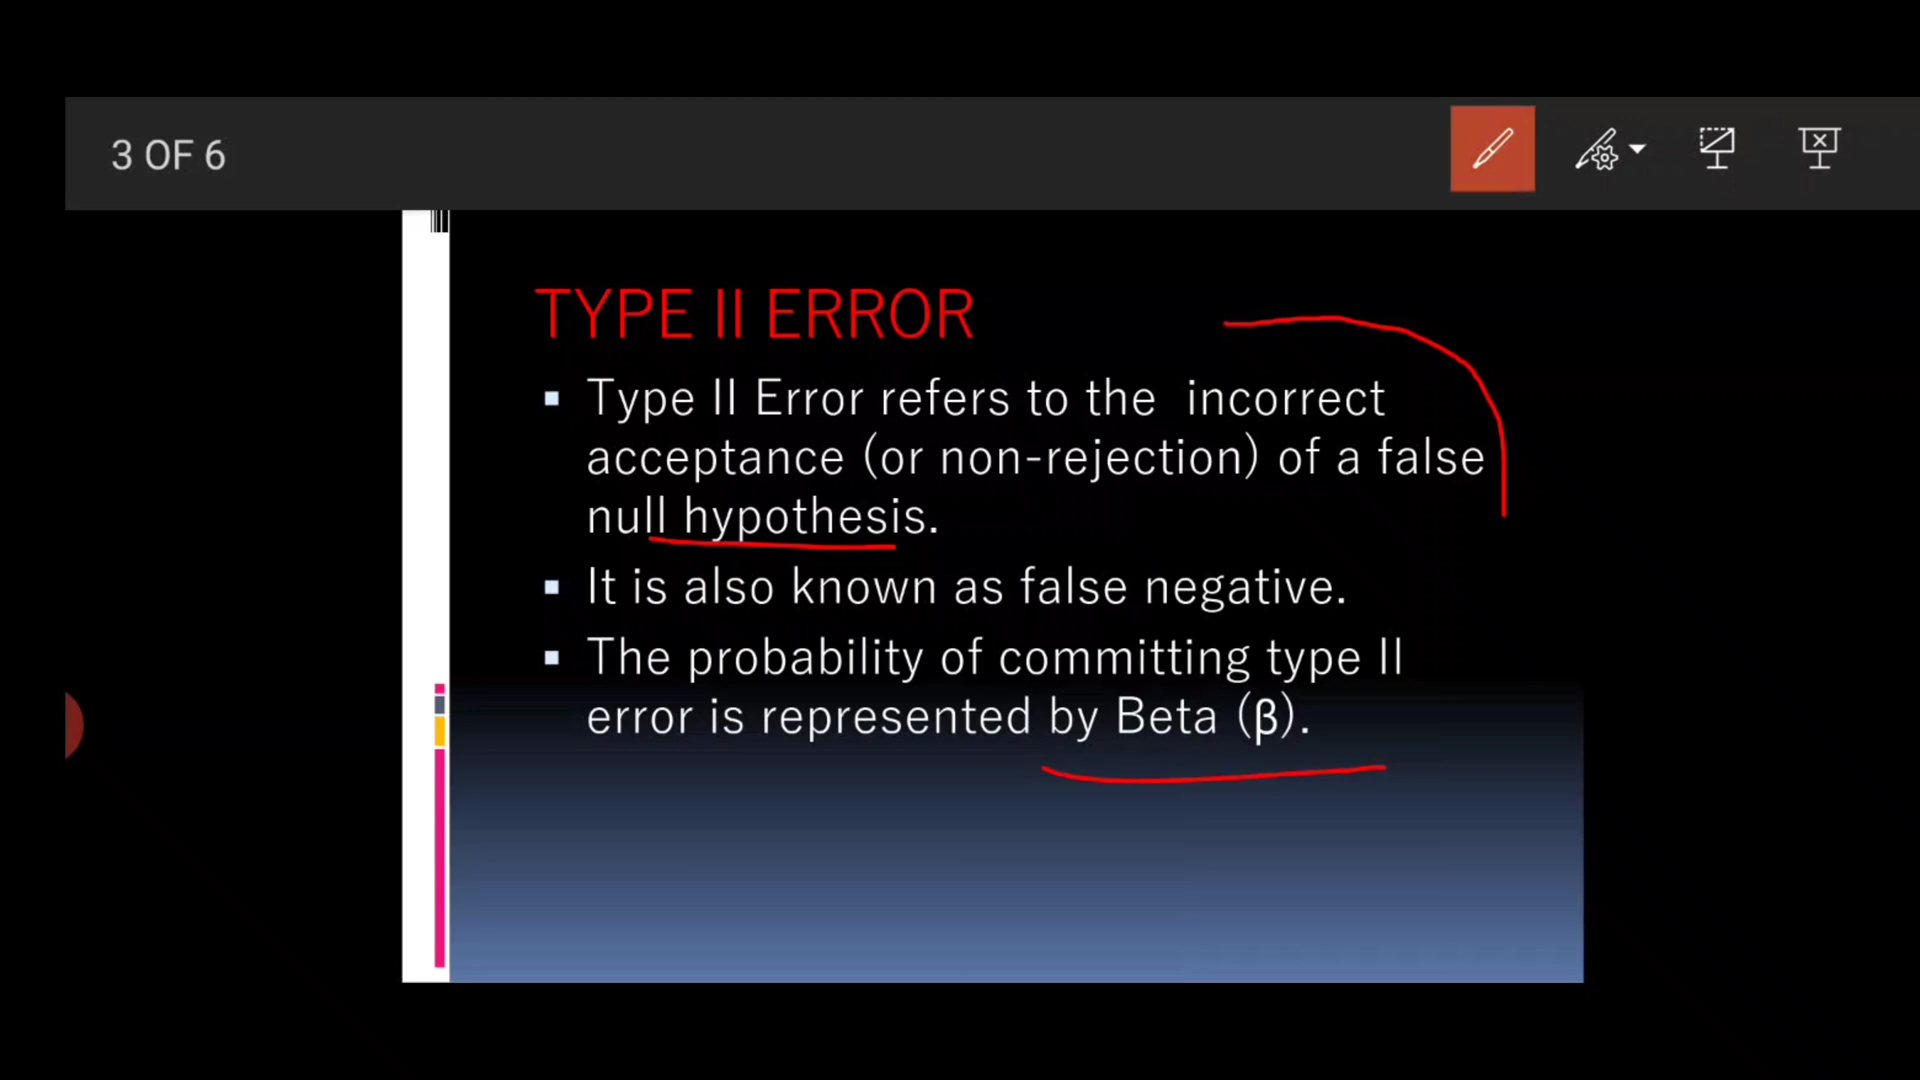 3 OF 6
TYPE II ERROR
▪ Type II Error refers to the incorrect
acceptance (or non-rejection) of a false
null hypothesis.
▪ It is also known as false negative.
▪ The probability of committing type II
error is represented by Beta (β).